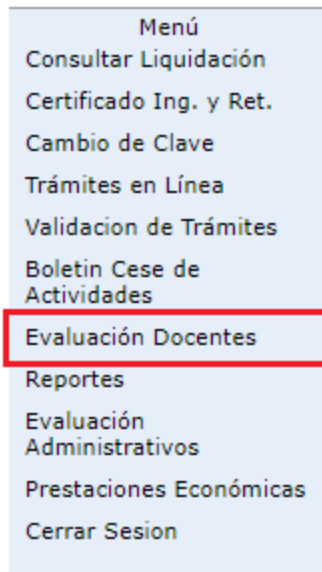 Menú
Consultar Liquidación
Certificado Ing. y Ret.
Cambio de Clave
Trámites en Línea
Validacion de Trámites
Boletin Cese de
Actividades
Evaluación Docentes
Reportes
Evaluación
Administrativos
Prestaciones Económicas
Cerrar Sesion